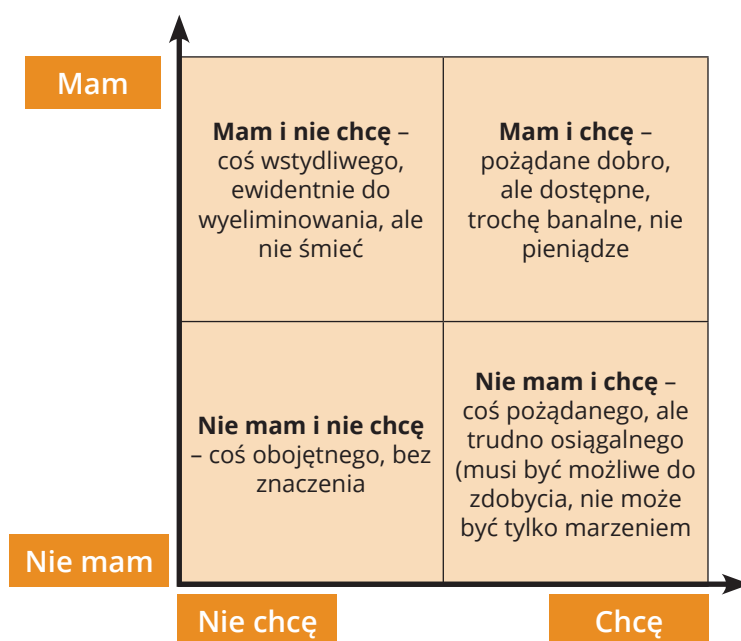 Mam
Mam i nie chcę –
coś wstydliwego,
ewidentnie do
wyeliminowania, ale
nie śmieć
Mam i chcę –
pożądane dobro,
ale dostępne,
trochę banalne, nie
pieniądze
Nie mam i nie chcę
– coś obojętnego, bez
znaczenia
Nie mam i chcę –
coś pożądanego, ale
trudno osiągalnego
(musi być możliwe do
zdobycia, nie może
być tylko marzeniem
Nie mam
Nie chcę
Chcę